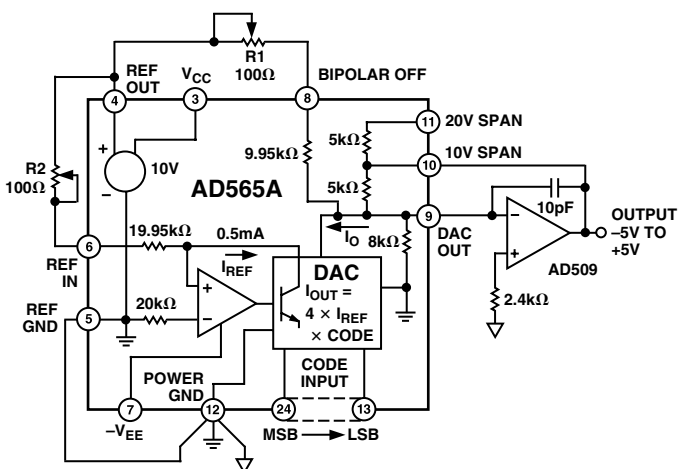 R1
100Ω
REF
OUT
VCC
BIPOLAR OFF
4
3
8
11
20V SPAN
5kΩ
9.95kΩ
10
10V SPAN
R2
100Ω
+
10V
–
AD565A
5kΩ
10pF
9
DAC
OUT
–
+
AD509
OUTPUT
–5V TO
+5V
6
REF
IN
19.95kΩ
0.5mA
IREF
IO
8kΩ
2.4kΩ
DAC
IOUT =
4 × IREF
× CODE
+
–
REF
GND
5
20kΩ
POWER
GND
CODE
INPUT
7
–VEE
12
24
13
MSB
LSB